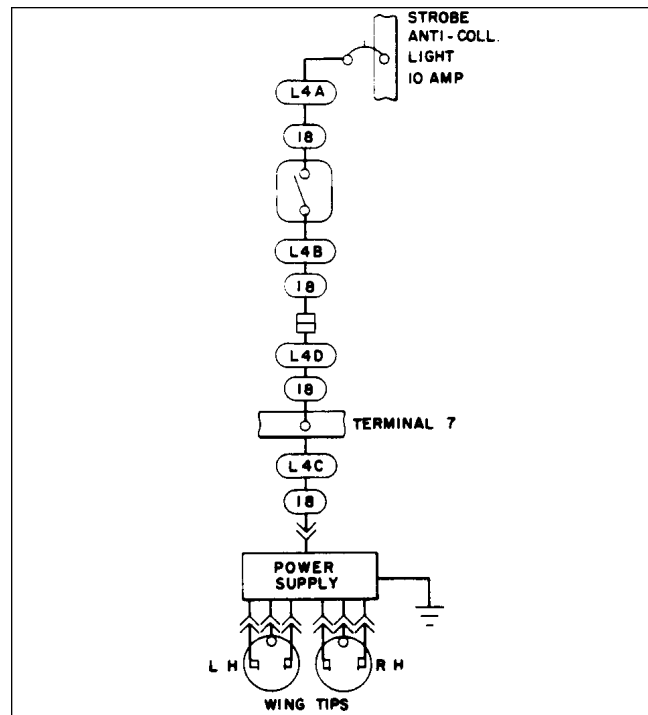 STROBE
ANTI-COLL.
LIGHT
10 AMP
L4A
18
L4B
18
L4D
18
TERMINAL 7
L4C
18
POWER
SUPPLY
L H
R H
WING TIPS